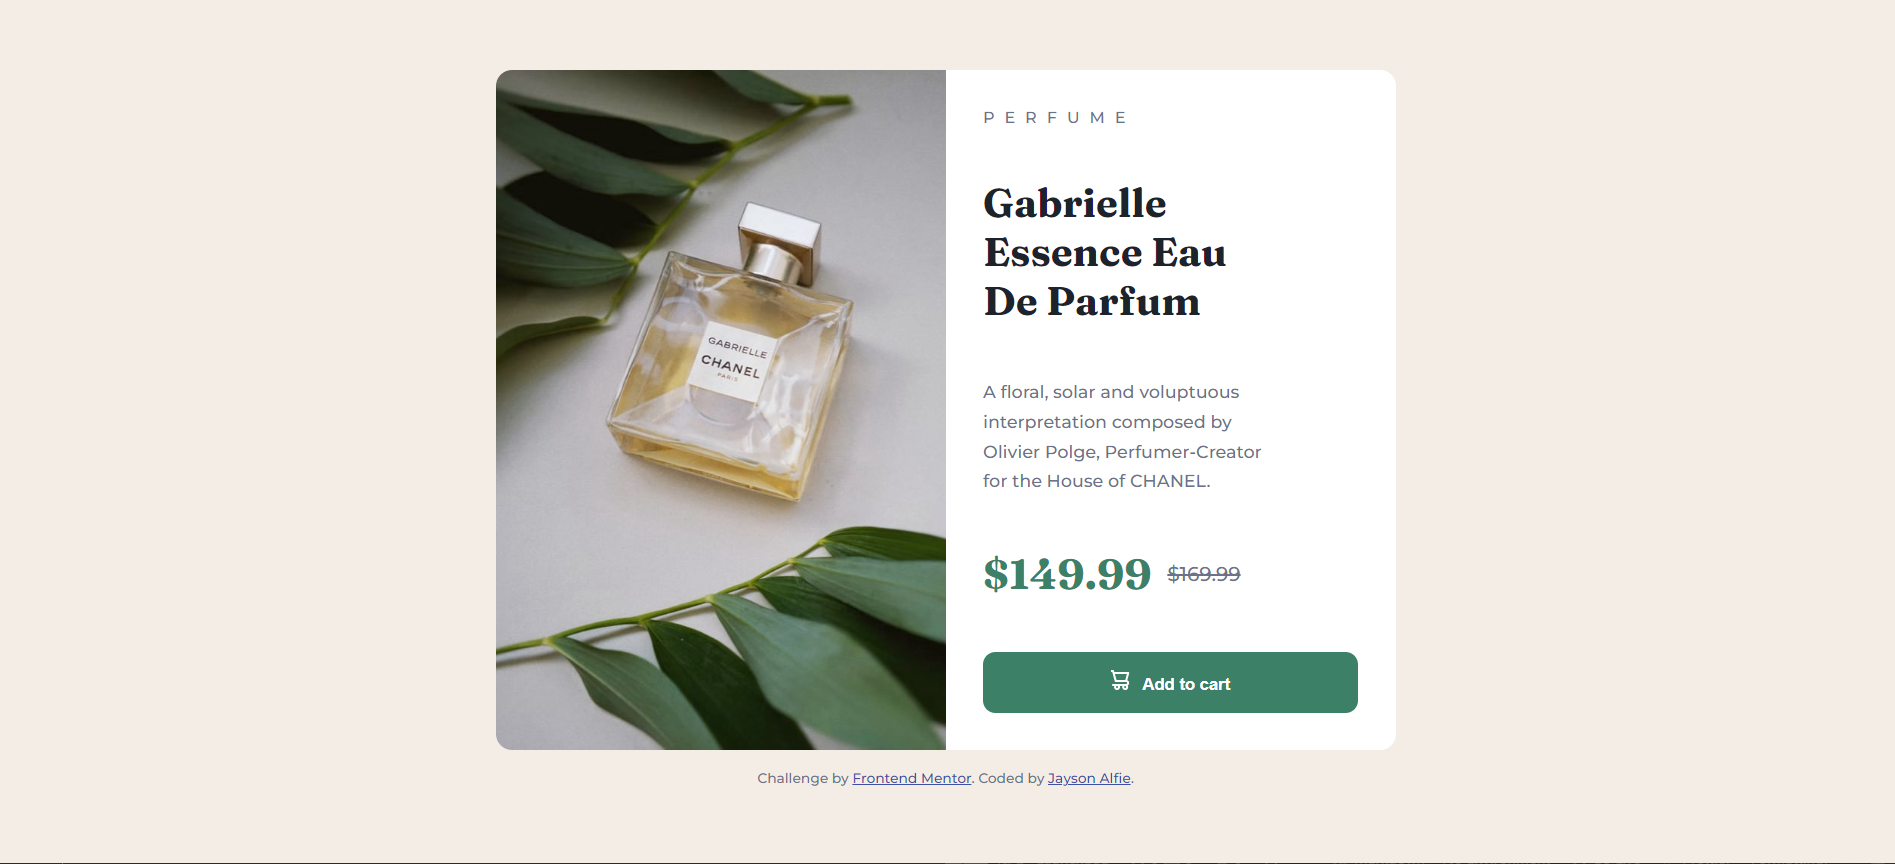 GABRIELLE
CHANEL
PARIS
P E R F U M E
Gabrielle
Essence Eau
De Parfum
A floral, solar and voluptuous
interpretation composed by
Olivier Polge, Perfumer-Creator
for the House of CHANEL.
$149.99 $169.99
Add to cart
Challenge by Frontend Mentor. Coded by Jayson Alfie.